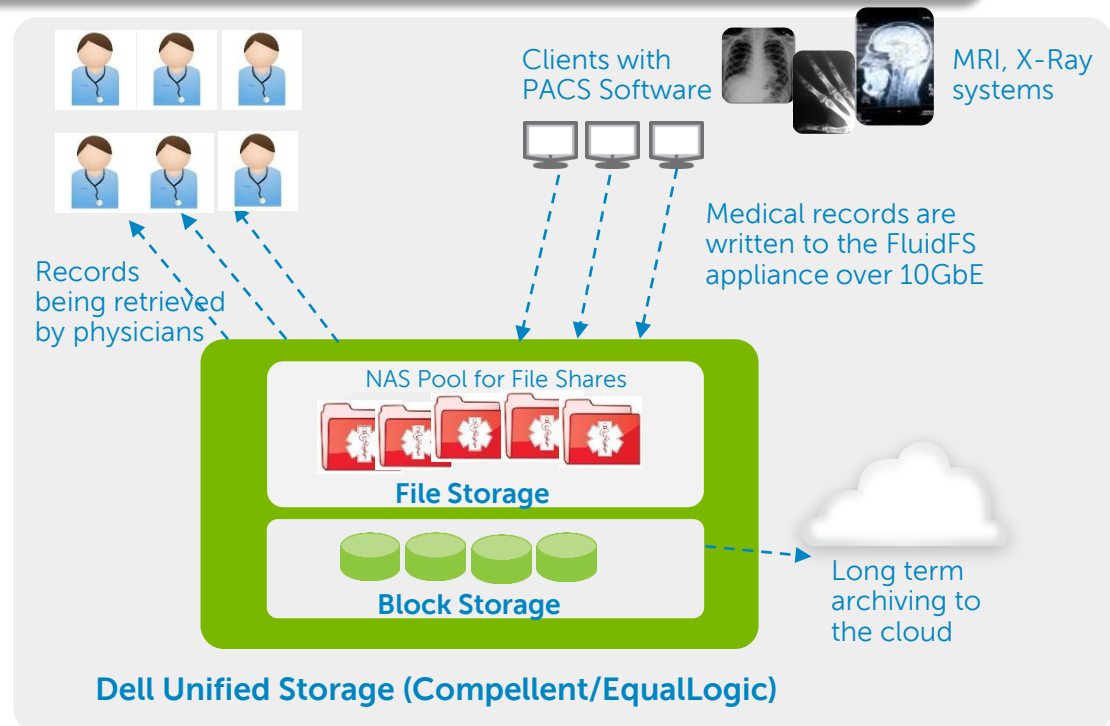 Clients with
PACS Software
MRI, X-Ray
systems
Medical records are
written to the FluidFS
appliance over 10GbE
Records
being retrieved
by physicians
NAS Pool for File Shares
File Storage
Block Storage
Long term
archiving to
the cloud
Dell Unified Storage (Compellent/EqualLogic)